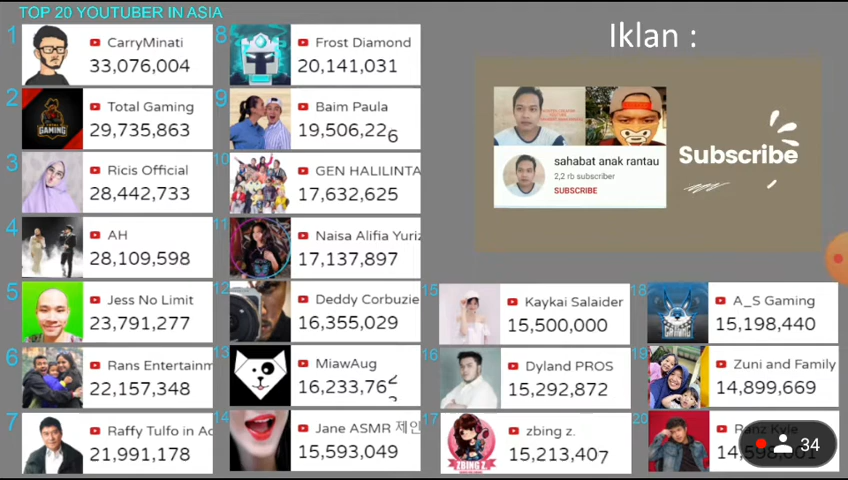 TOP 20 YOUTUBER IN ASIA
1
CarryMinati
33,076,004
2
Total Gaming
29,735,863
TOTAL
GAMING
3
Ricis Official
28,442,733
4
AH
28,109,598
5
Jess No Limit
23,791,277
6
Rans Entertainm
22,157,348
7
Raffy Tulfo in Ac
21,991,178
8
Frost Diamond
20,141,031
9
Baim Paula
19,506,226
10
GEN HALILINTA
17,632,625
11
Naisa Alifia Yuriz
17,137,897
12
Deddy Corbuzie
16,355,029
13
MiawAug
16,233,76
14
Jane ASMR 제인
15,593,049
Iklan :
sahabat anak rantau
2,2 rb subscriber
SUBSCRIBE
Subscribe
15
Kaykai Salaider
15,500,000
16
Dyland PROS
15,292,872
17
zbing z.
15,213,407
ZBING Z.
18
A_S Gaming
15,198,440
19
Zuni and Family
14,899,669
20
Ranz Kyle
34